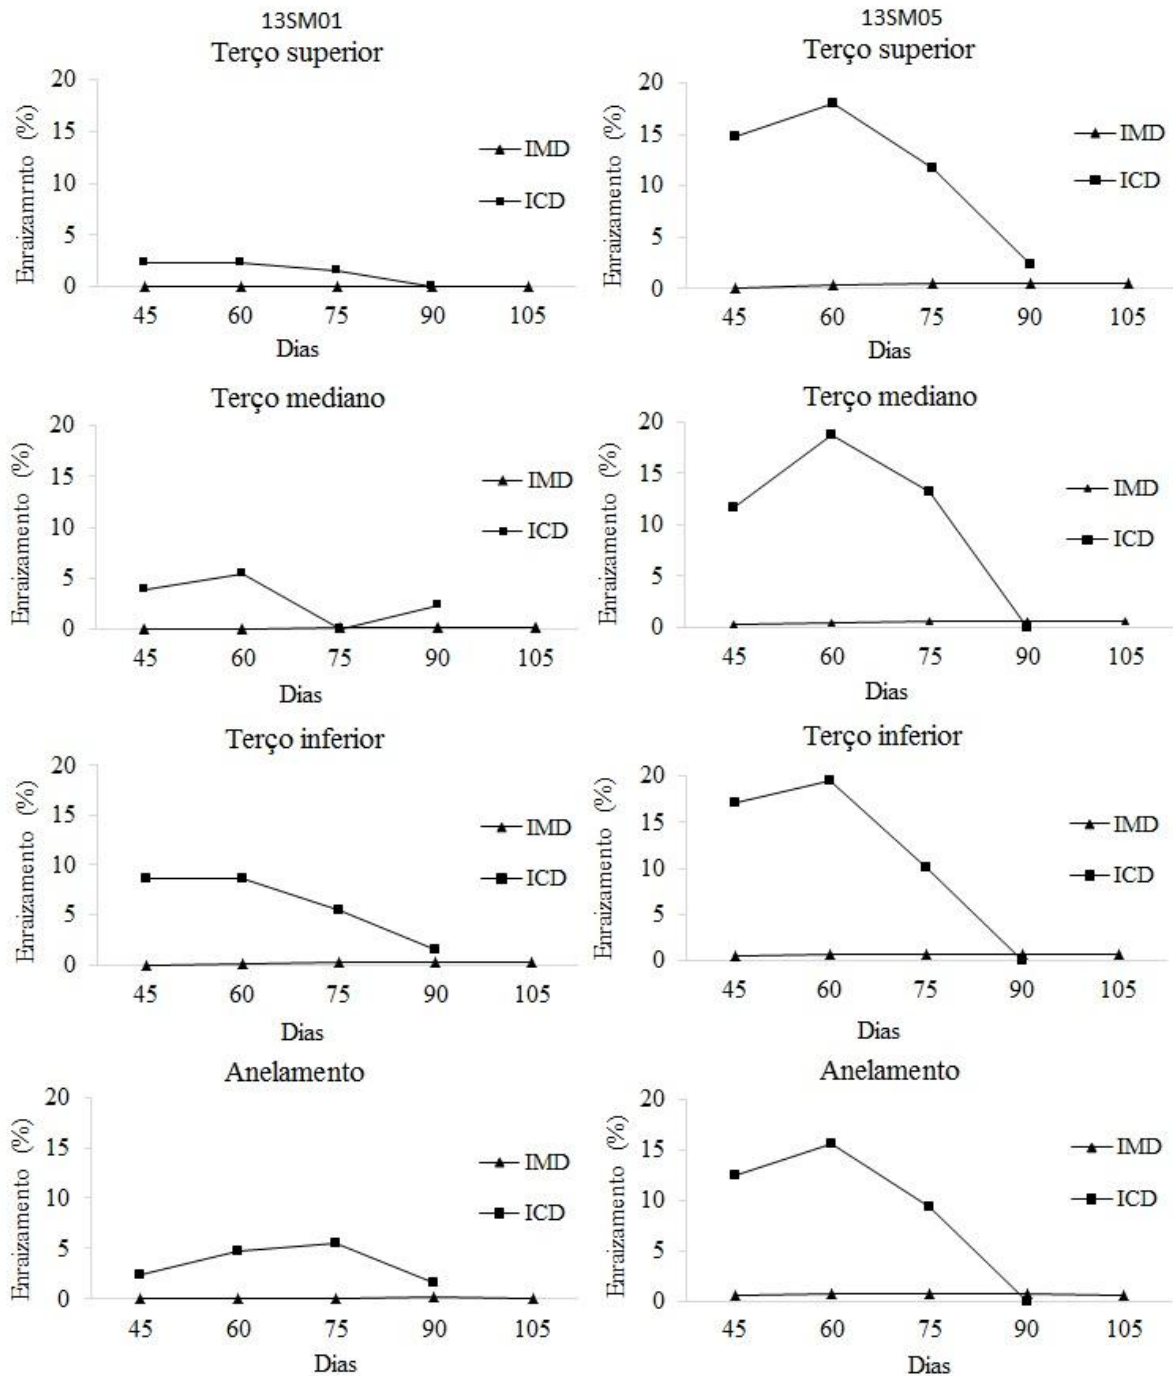 13SM01
Terço superior
Enraizamrnto (%)
20
15
10
5
0
IMD
ICD
45 60 75 90 105
Dias
13SM05
Terço superior
Enraizamento (%)
20
15
10
5
0
IMD
ICD
45 60 75 90 105
Dias
Terço mediano
Enraizamento (%)
20
15
10
5
0
IMD
ICD
45 60 75 90 105
Dias
Terço mediano
Enraizamento (%)
20
15
10
5
0
IMD
ICD
45 60 75 90 105
Dias
Terço inferior
Enraizamento (%)
20
15
10
5
0
IMD
ICD
45 60 75 90 105
Dias
Terço inferior
Enraizamento (%)
20
15
10
5
0
IMD
ICD
45 60 75 90 105
Dias
Anelamento
Enraizamento (%)
20
15
10
5
0
IMD
ICD
45 60 75 90 105
Dias
Anelamento
Enraizamento (%)
20
15
10
5
0
IMD
ICD
45 60 75 90 105
Dias